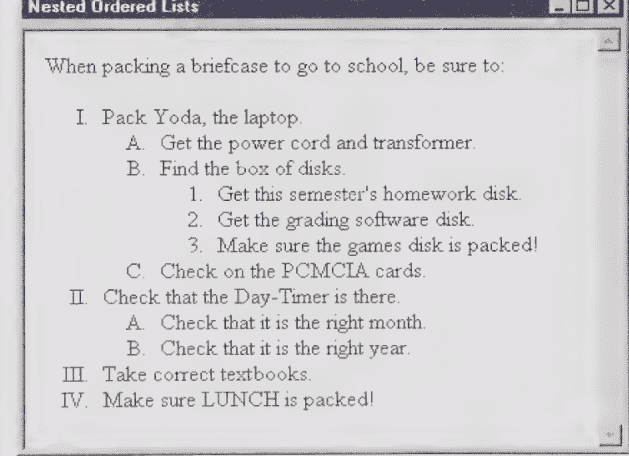 Nested Ordered Lists
When packing a briefcase to go to school, be sure to:
I. Pack Yoda, the laptop.
A. Get the power cord and transformer.
B. Find the box of disks.
1. Get this semester's homework disk.
2. Get the grading software disk.
3. Make sure the games disk is packed!
C. Check on the PCMCIA cards.
II. Check that the Day-Timer is there.
A. Check that it is the right month.
B. Check that it is the right year.
III. Take correct textbooks.
IV. Make sure LUNCH is packed!